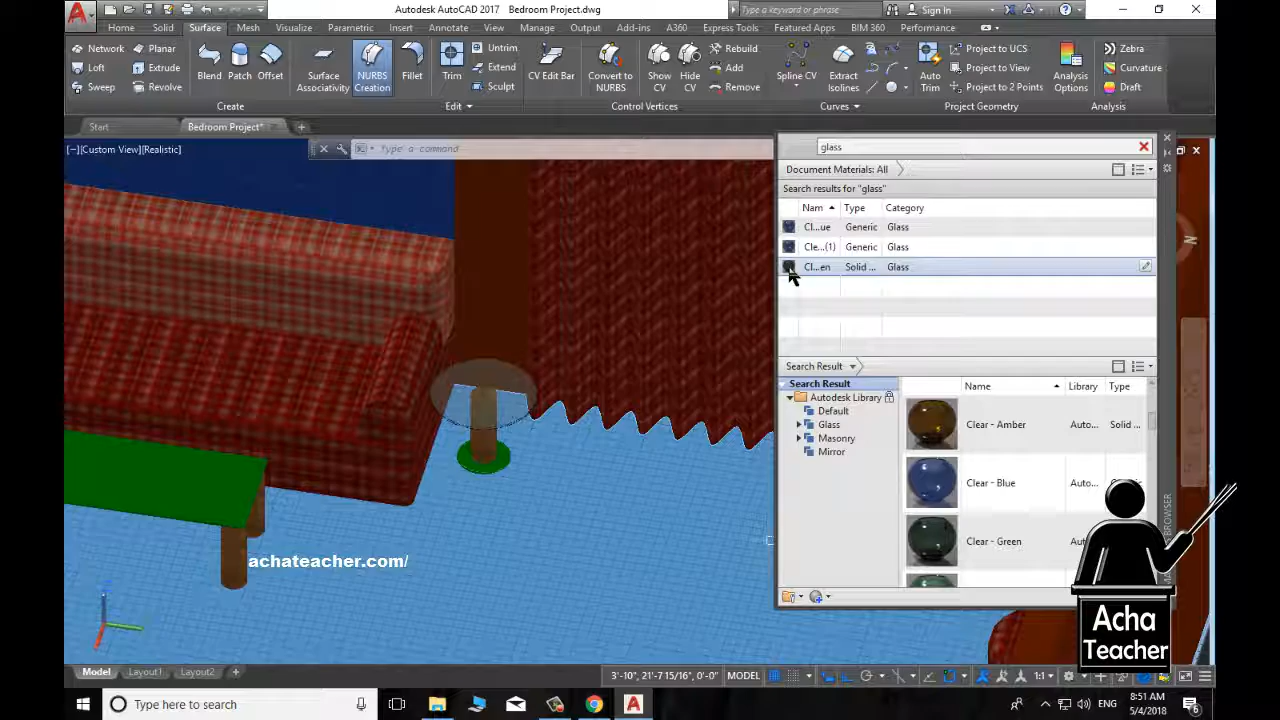 Autodesk AutoCAD 2017 Bedroom Project.dwg
Type a keyword or phrase
Sign In
Home Solid Surface Mesh Visualize Parametric Insert Annotate View Manage Output Add-ins A360 Express Tools Featured Apps BIM 360 Performance
Network Planar
Loft Extrude
Sweep Revolve
Blend Patch Offset
Surface Associativity
NURBS Creation
Fillet
Trim
Untrim
Extend
Sculpt
CV Edit Bar
Convert to NURBS
Show CV
Hide CV
Rebuild
Add
Remove
Spline CV
Extract Isolines
Auto Trim
Project to UCS
Project to View
Project to 2 Points
Analysis Options
Zebra
Curvature
Draft
Create Edit Control Vertices Curves Project Geometry Analysis
Start Bedroom Project*
[−][Custom View][Realistic]
Type a command
glass
Document Materials: All
Search results for "glass"
Nam Type Category
Cl...ue Generic Glass
Cle...(1) Generic Glass
Cl...en Solid ... Glass
Search Result
Search Result
Autodesk Library
Default
Glass
Masonry
Mirror
Name Library Type
Clear - Amber Auto... Solid ...
Clear - Blue Auto...
Clear - Green
N
BROWSER
achateacher.com/
Acha
Teacher
Model Layout1 Layout2
3'-10", 21'-7 15/16", 0'-0" MODEL
1:1
Type here to search
ENG
8:51 AM
5/4/2018